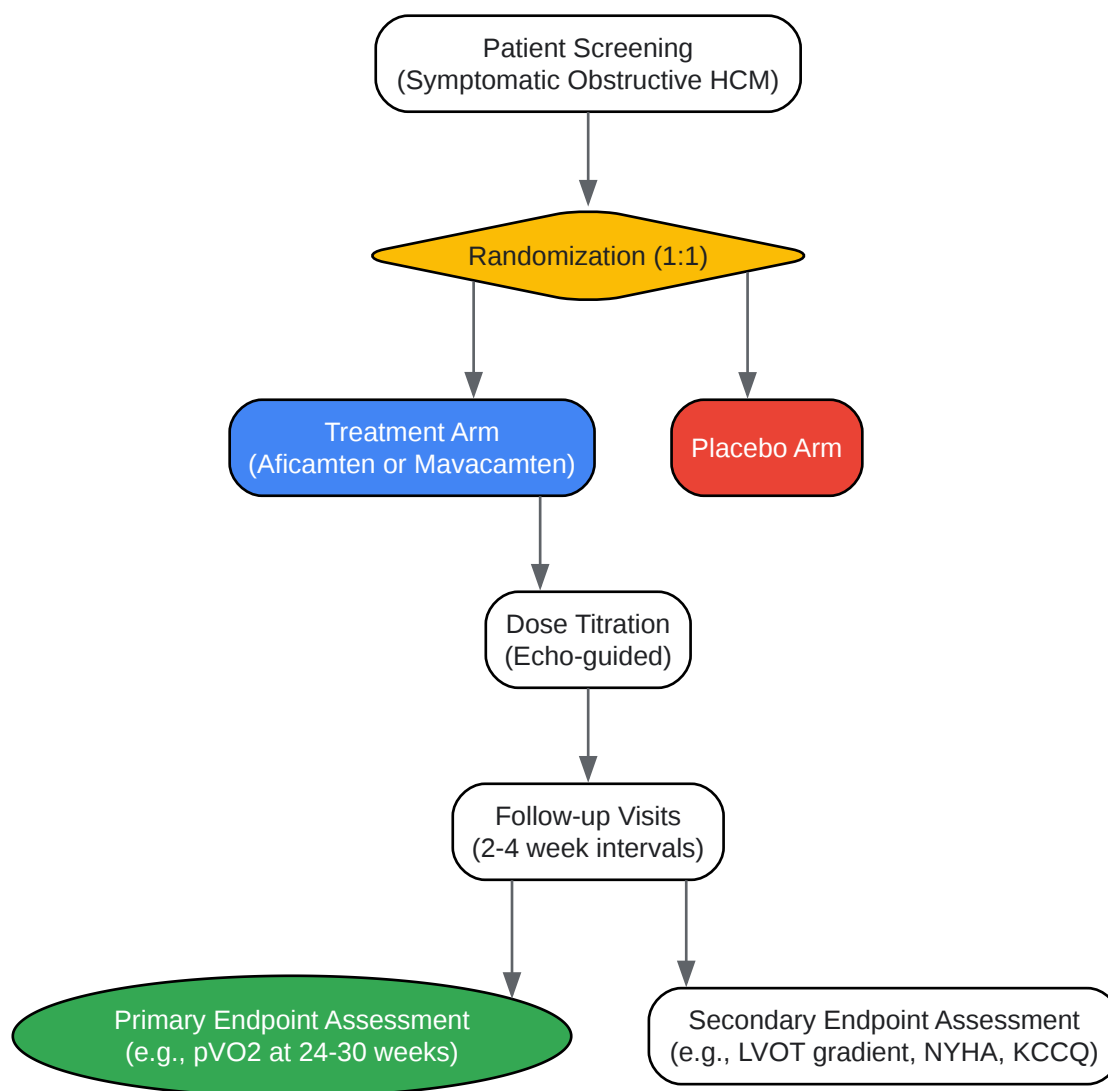 Patient Screening
(Symptomatic Obstructive HCM)
Randomization (1:1)
Treatment Arm
(Aficamten or Mavacamten)
Placebo Arm
Dose Titration
(Echo-guided)
Follow-up Visits
(2-4 week intervals)
Primary Endpoint Assessment
(e.g., pVO2 at 24-30 weeks)
Secondary Endpoint Assessment
(e.g., LVOT gradient, NYHA, KCCQ)